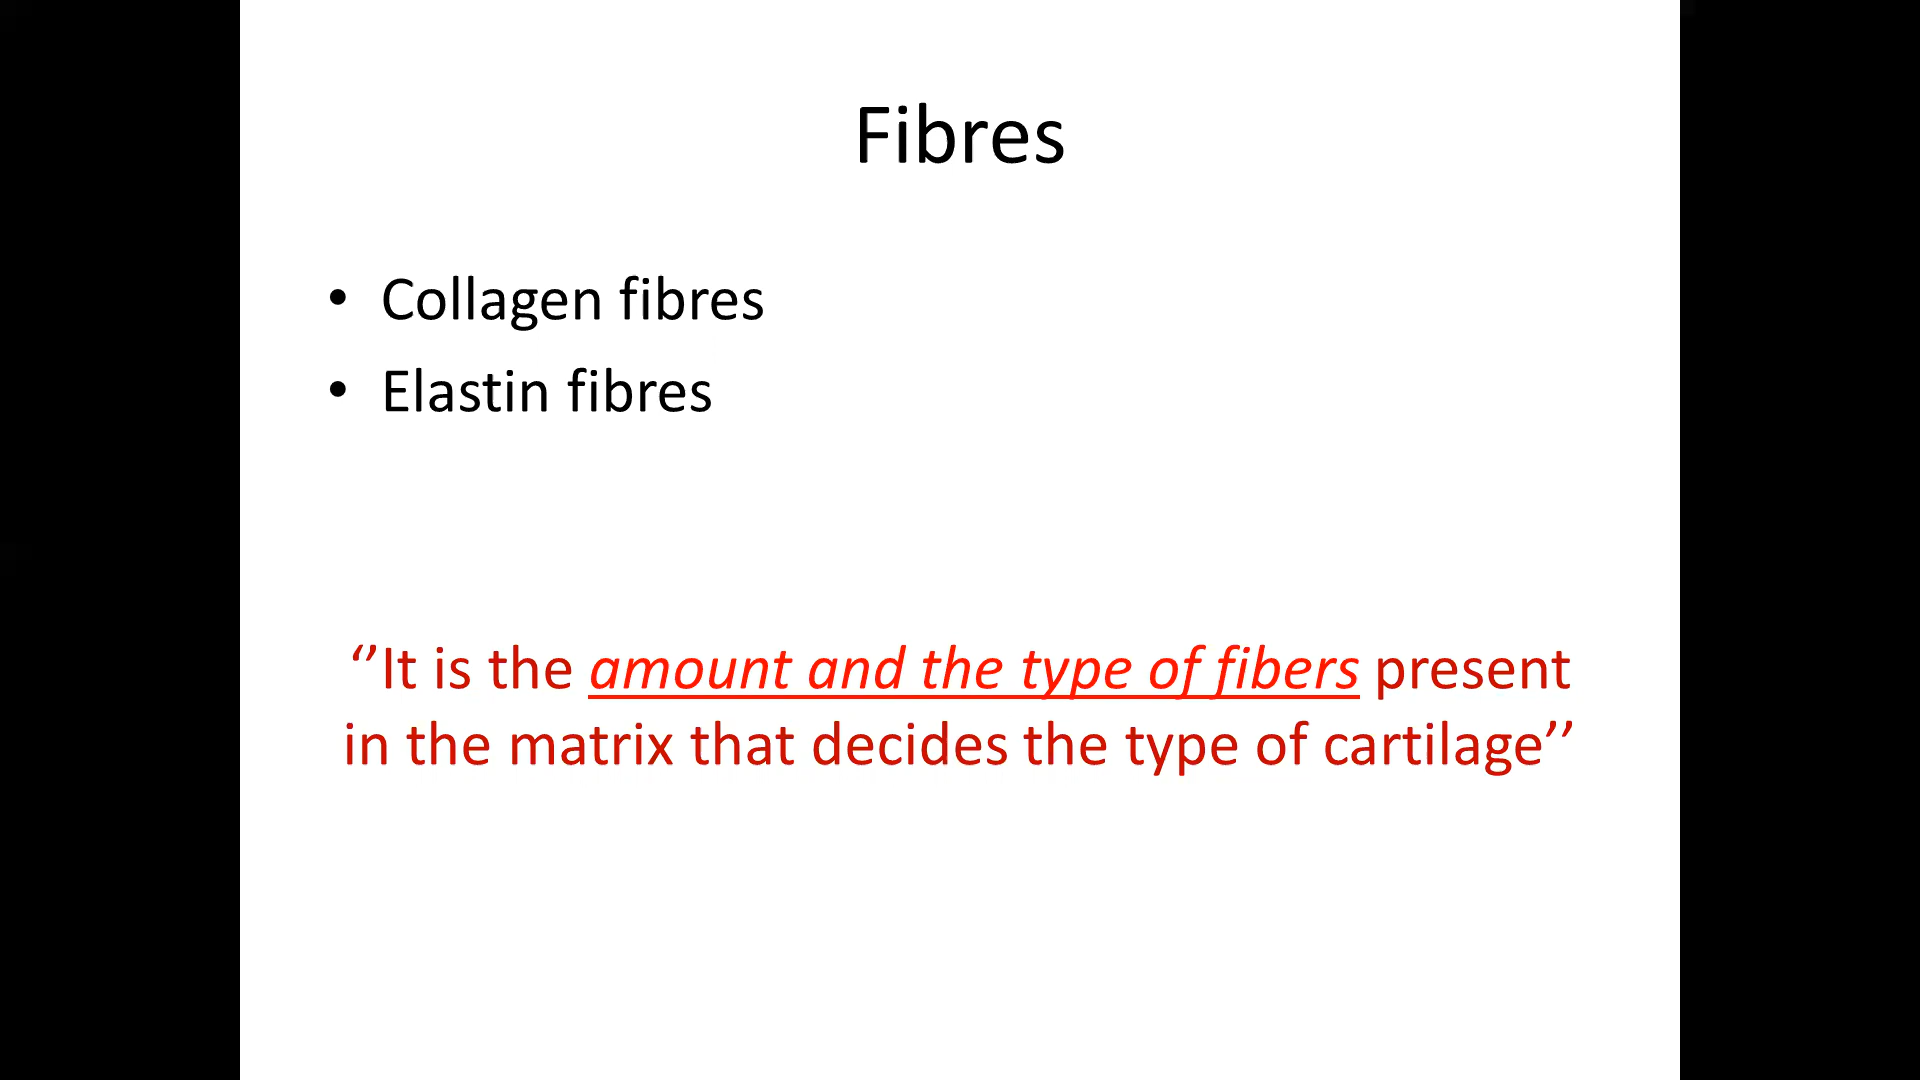 Fibres
• Collagen fibres
• Elastin fibres
‘’It is the amount and the type of fibers present
in the matrix that decides the type of cartilage’’